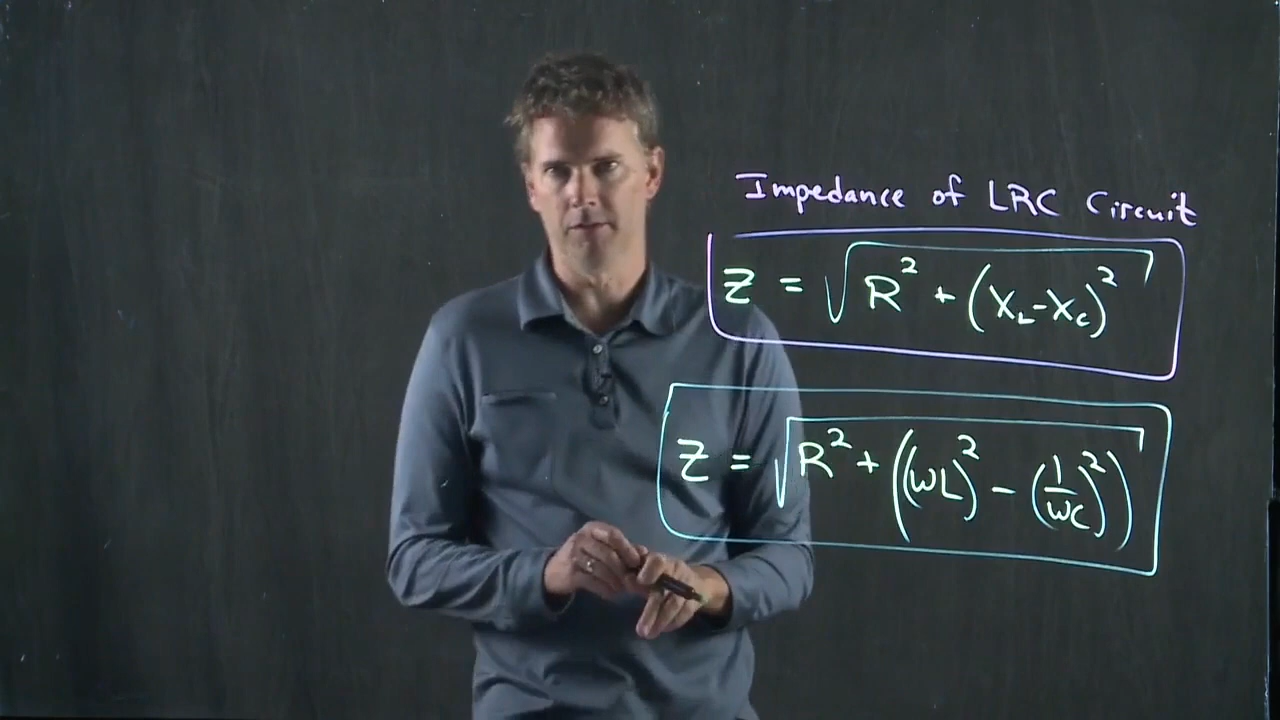 Impedance of LRC Circuit
Z = √(R² + (X_L - X_C)²)
Z = √(R² + ((ωL)² - (1/ωC)²))